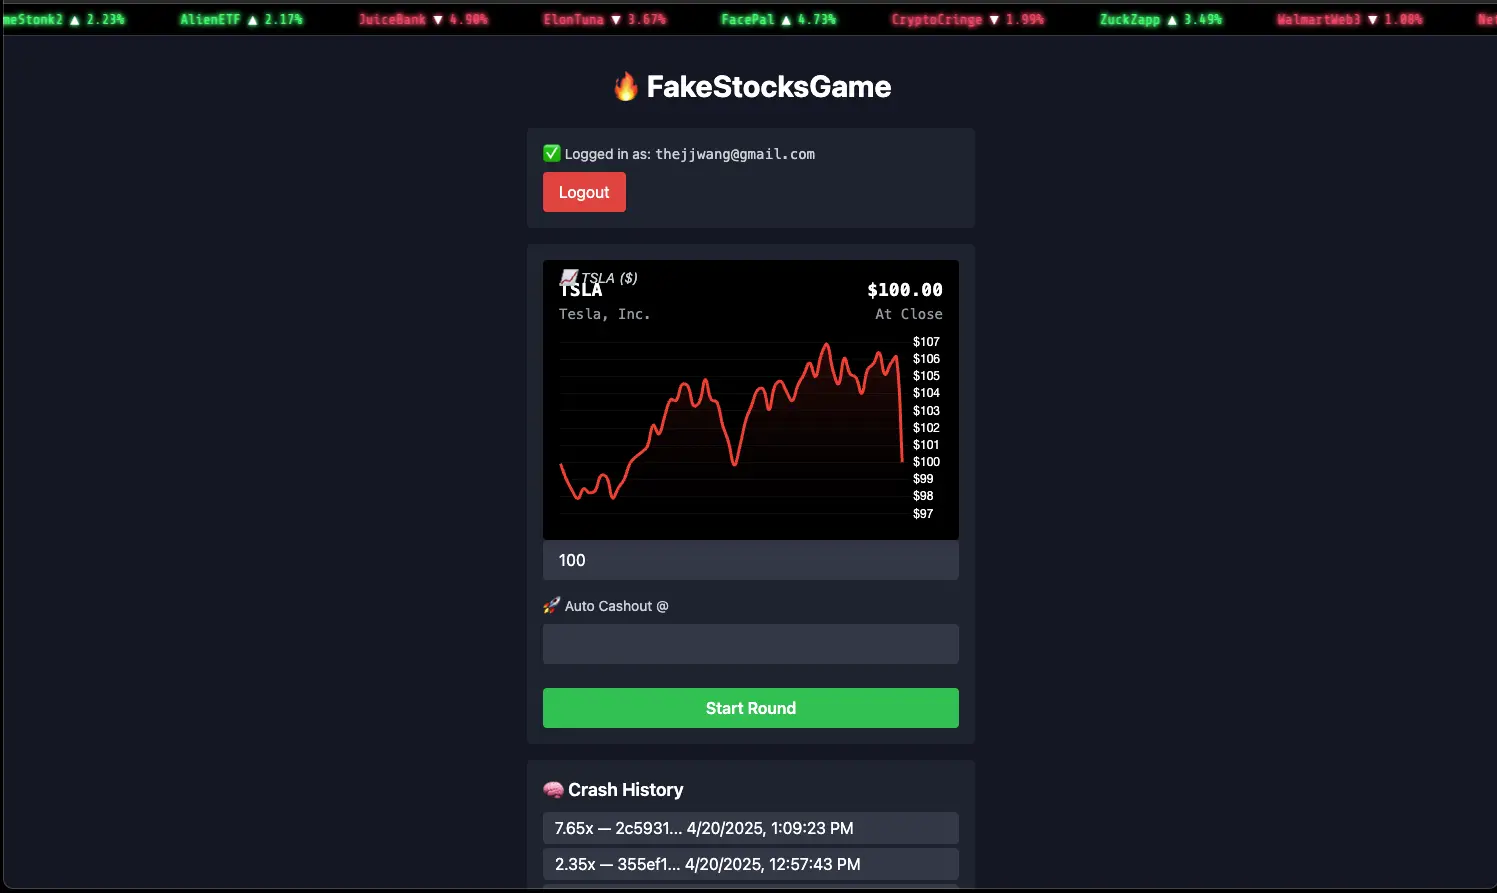 meStonk2 ▲ 2.23% AlienETF ▲ 2.17% JuiceBank ▼ 4.90% ElonTuna ▼ 3.67% FacePal ▲ 4.73% CryptoCringe ▼ 1.99% ZuckZapp ▲ 3.49% WalmartWeb3 ▼ 1.08% Net
🔥 FakeStocksGame
✅ Logged in as: thejjwang@gmail.com
Logout
📈 TSLA ($)
TSLA $100.00
Tesla, Inc. At Close
$107
$106
$105
$104
$103
$102
$101
$100
$99
$98
$97
100
🚀 Auto Cashout @
Start Round
🧠 Crash History
7.65x — 2c5931... 4/20/2025, 1:09:23 PM
2.35x — 355ef1... 4/20/2025, 12:57:43 PM